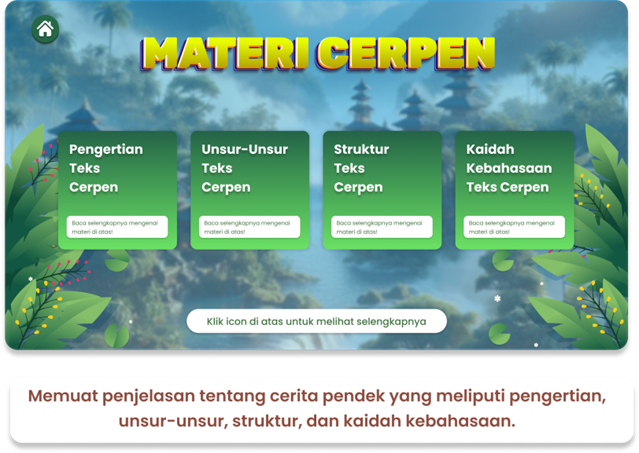 MATERI CERPEN
Pengertian
Teks
Cerpen
Baca selengkapnya mengenai
materi di atas!
Unsur-Unsur
Teks
Cerpen
Baca selengkapnya mengenai
materi di atas!
Struktur
Teks
Cerpen
Baca selengkapnya mengenai
materi di atas!
Kaidah
Kebahasaan
Teks Cerpen
Baca selengkapnya mengenai
materi di atas!
Klik icon di atas untuk melihat selengkapnya
Memuat penjelasan tentang cerita pendek yang meliputi pengertian,
unsur-unsur, struktur, dan kaidah kebahasaan.